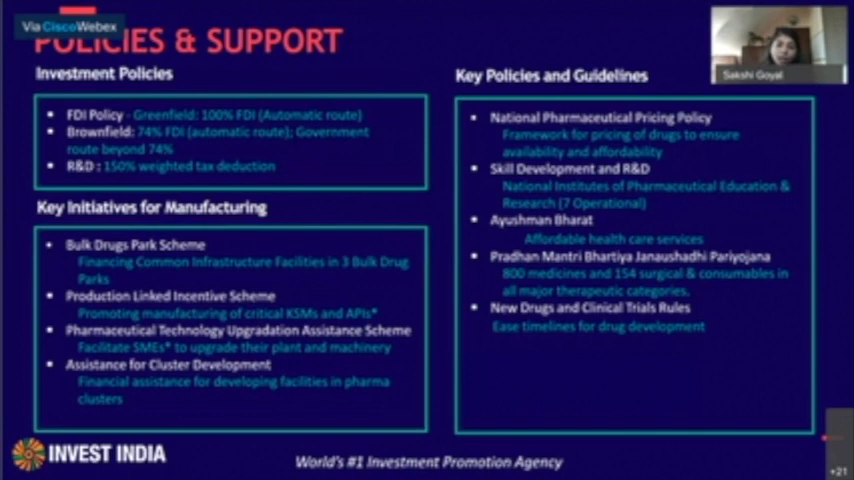 Via Cisco Webex
POLICIES & SUPPORT
Investment Policies
• FDI Policy - Greenfield: 100% FDI (Automatic route)
• Brownfield: 74% FDI (automatic route); Government
route beyond 74%
• R&D : 150% weighted tax deduction
Key Initiatives for Manufacturing
• Bulk Drugs Park Scheme
Financing Common Infrastructure Facilities in 3 Bulk Drug
Parks
• Production Linked Incentive Scheme
Promoting manufacturing of critical KSMs and APIs*
• Pharmaceutical Technology Upgradation Assistance Scheme
Facilitate SMEs* to upgrade their plant and machinery
• Assistance for Cluster Development
Financial assistance for developing facilities in pharma
clusters
Key Policies and Guidelines
• National Pharmaceutical Pricing Policy
Framework for pricing of drugs to ensure
availability and affordability
• Skill Development and R&D
National Institutes of Pharmaceutical Education &
Research (7 Operational)
• Ayushman Bharat
Affordable health care services
• Pradhan Mantri Bhartiya Janaushadhi Pariyojana
800 medicines and 154 surgical & consumables in
all major therapeutic categories.
• New Drugs and Clinical Trials Rules
Ease timelines for drug development
Sakshi Goyal
INVEST INDIA
World's #1 Investment Promotion Agency
+21